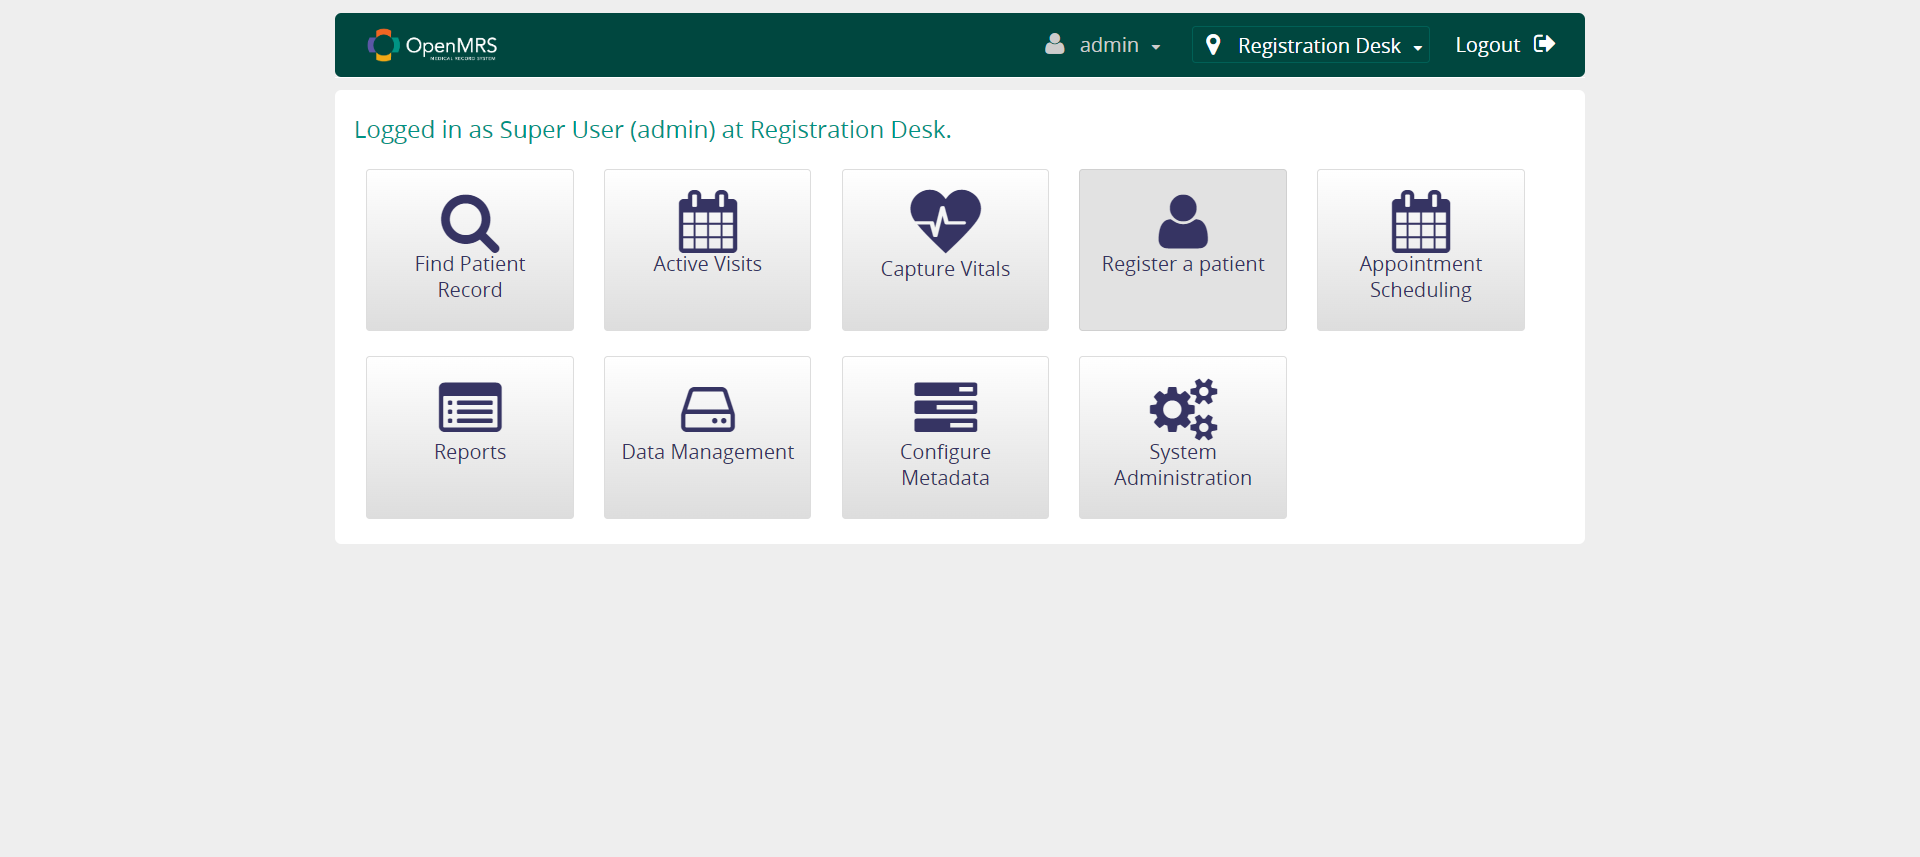 OpenMRS
MEDICAL RECORD SYSTEM
admin
Registration Desk
Logout
Logged in as Super User (admin) at Registration Desk.
Find Patient
Record
Active Visits
Capture Vitals
Register a patient
Appointment
Scheduling
Reports
Data Management
Configure
Metadata
System
Administration